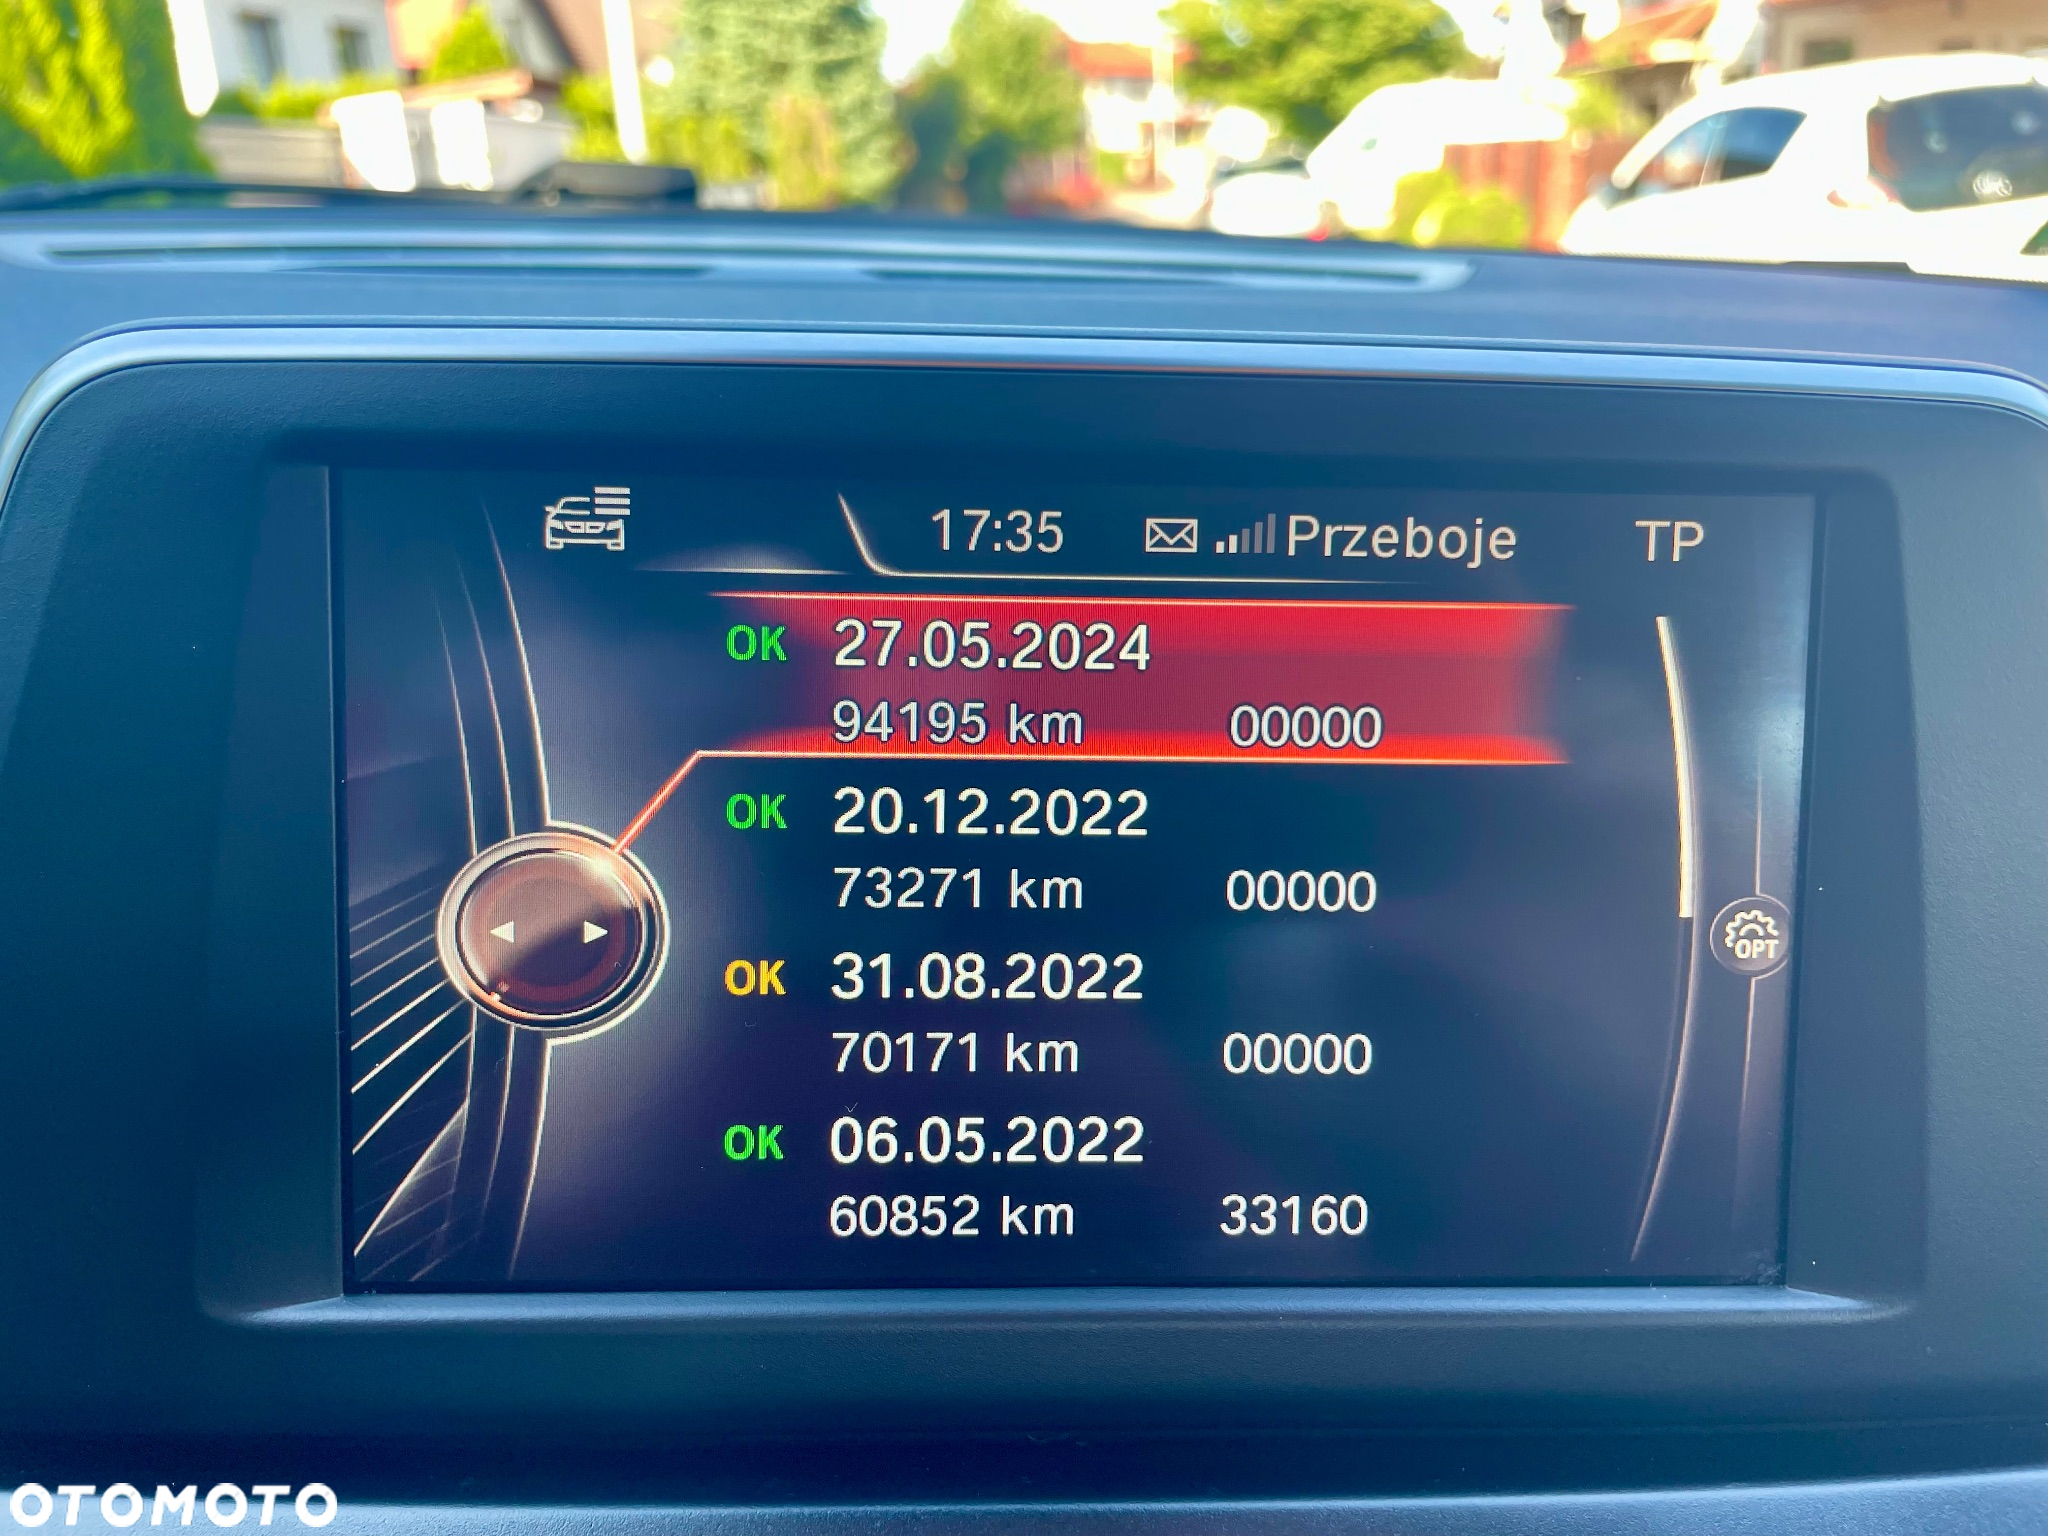 17:35 Przeboje TP
OK 27.05.2024
94195 km 00000
OK 20.12.2022
73271 km 00000
OK 31.08.2022
70171 km 00000
OPT
OK 06.05.2022
60852 km 33160
OTOMOTO